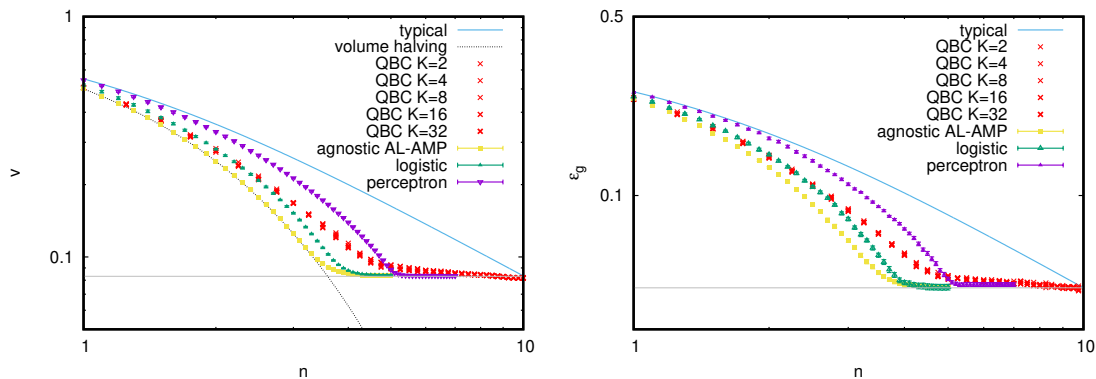 1
typical
volume halving
QBC K=2
QBC K=4
QBC K=8
QBC K=16
QBC K=32
agnostic AL-AMP
logistic
perceptron
v
0.1
1
10
n
0.5
typical
QBC K=2
QBC K=4
QBC K=8
QBC K=16
QBC K=32
agnostic AL-AMP
logistic
perceptron
εg
0.1
1
10
n